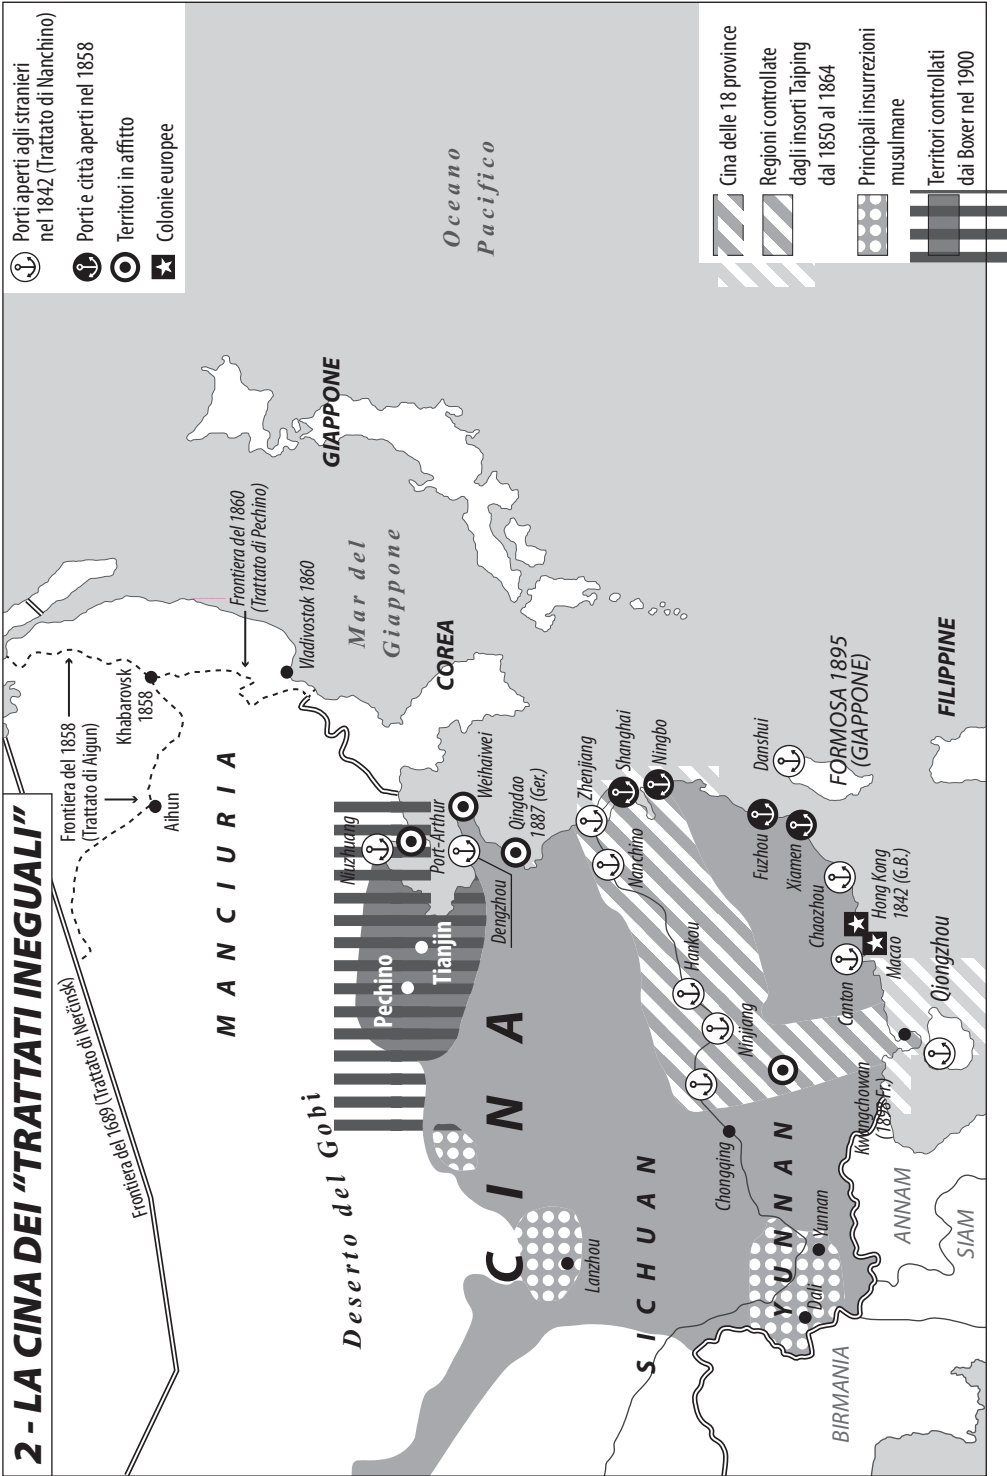 2 - LA CINA DEI “TRATTATI INEGUALI”
Porti aperti agli stranieri
nel 1842 (Trattato di Nanchino)
Porti e città aperti nel 1858
Territori in affitto
Colonie europee
Frontiera del 1689 (Trattato di Nerčinsk)
Frontiera del 1858
(Trattato di Aigun)
Aihun
Khabarovsk
1858
Frontiera del 1860
(Trattato di Pechino)
Vladivostok 1860
MANCIURIA
GIAPPONE
Mar del
Giappone
Oceano
Pacifico
COREA
Deserto del Gobi
Niuzhuang
Pechino
Tianjin
Port-Arthur
Weihaiwei
Dengzhou
Qingdao
1887 (Ger.)
CINA
Lanzhou
Zhenjiang
Shanghai
Ningbo
Nanchino
Hankou
Ninjiang
SICHUAN
Chongqing
YUNNAN
Yunnan
Dali
Danshui
FORMOSA 1895
(GIAPPONE)
Fuzhou
Xiamen
Chaozhou
Hong Kong
1842 (G.B.)
Macao
Canton
Kwangchowan
(1898 Fr.)
Qiongzhou
FILIPPINE
BIRMANIA
ANNAM
SIAM
Cina delle 18 province
Regioni controllate
dagli insorti Taiping
dal 1850 al 1864
Principali insurrezioni
musulmane
Territori controllati
dai Boxer nel 1900